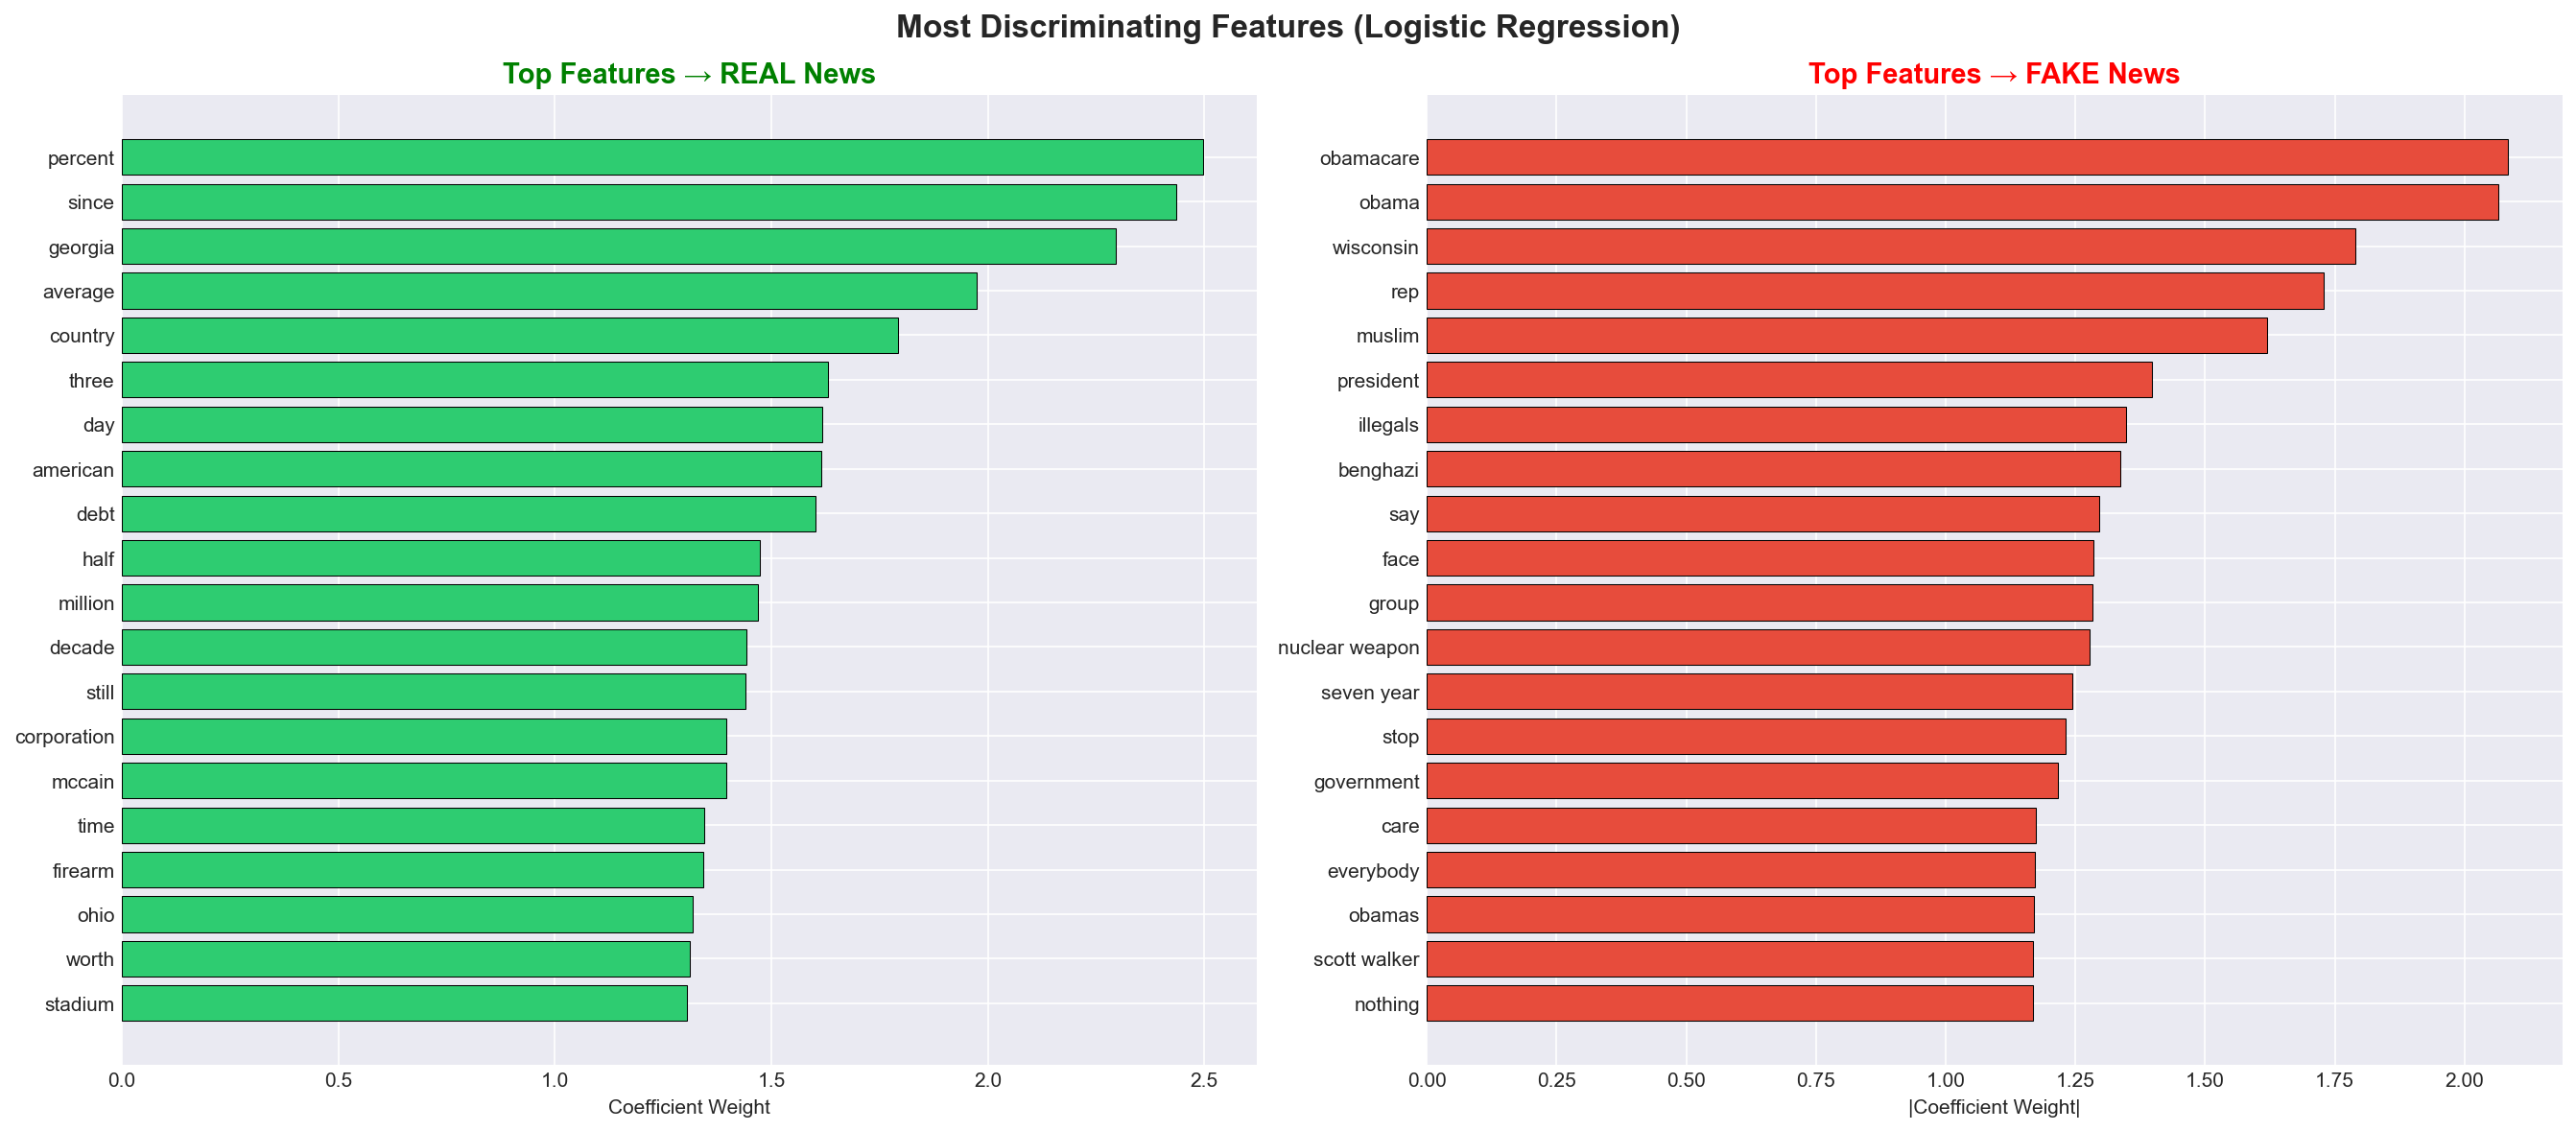 Most Discriminating Features (Logistic Regression)
Top Features → REAL News
percent
since
georgia
average
country
three
day
american
debt
half
million
decade
still
corporation
mccain
time
firearm
ohio
worth
stadium
0.0 0.5 1.0 1.5 2.0 2.5
Coefficient Weight
Top Features → FAKE News
obamacare
obama
wisconsin
rep
muslim
president
illegals
benghazi
say
face
group
nuclear weapon
seven year
stop
government
care
everybody
obamas
scott walker
nothing
0.00 0.25 0.50 0.75 1.00 1.25 1.50 1.75 2.00
|Coefficient Weight|